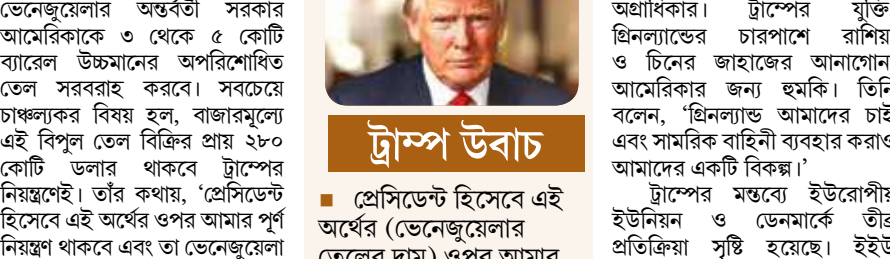 ভেনেজুয়েলার অন্তর্বর্তী সরকার
আমেরিকাকে ৩ থেকে ৫ কোটি
ব্যারেল উচ্চমানের অপরিশোধিত
তেল সরবরাহ করবে। সবচেয়ে
চাঞ্চল্যকর বিষয় হল, বাজারমূল্যে
এই বিপুল তেল বিক্রির প্রায় ২৮০
কোটি ডলার থাকবে ট্রাম্পের
নিয়ন্ত্রণেই। তাঁর কথায়, ‘প্রেসিডেন্ট
হিসেবে এই অর্থের ওপর আমার পূর্ণ
নিয়ন্ত্রণ থাকবে এবং তা ভেনেজুয়েলা
ট্রাম্প উবাচ
■ প্রেসিডেন্ট হিসেবে এই
অর্থের (ভেনেজুয়েলার
তেলের দাম) ওপর আমার
অগ্রাধিকার। ট্রাম্পের যুক্তি
গ্রিনল্যান্ডের চারপাশে রাশিয়
ও চিনের জাহাজের আনাগোন
আমেরিকার জন্য হুমকি। তিনি
বলেন, ‘গ্রিনল্যান্ড আমাদের চাই
এবং সামরিক বাহিনী ব্যবহার করাও
আমাদের একটি বিকল্প।’
ট্রাম্পের মন্তব্যে ইউরোপীয়
ইউনিয়ন ও ডেনমার্কে তীব্র
প্রতিক্রিয়া সৃষ্টি হয়েছে। ইইউ